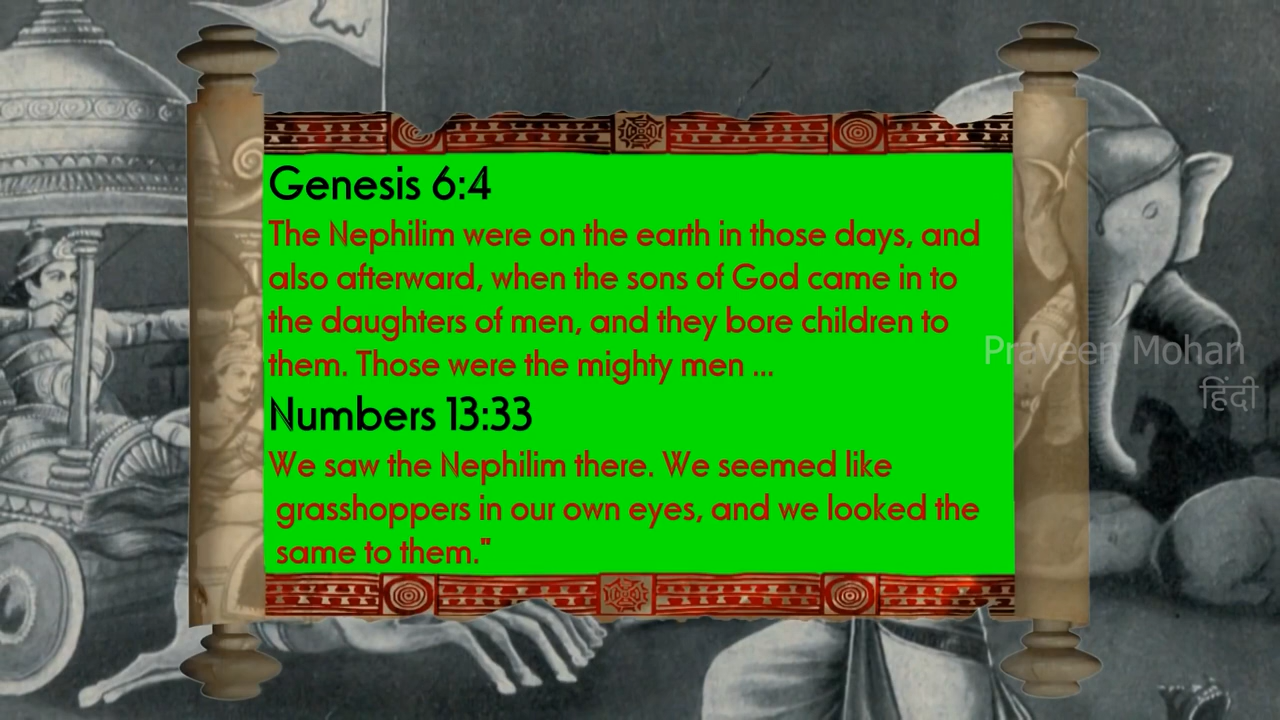 Genesis 6:4
The Nephilim were on the earth in those days, and
also afterward, when the sons of God came in to
the daughters of men, and they bore children to
them. Those were the mighty men ...
Numbers 13:33
We saw the Nephilim there. We seemed like
grasshoppers in our own eyes, and we looked the
same to them."
Praveen Mohan
हिंदी